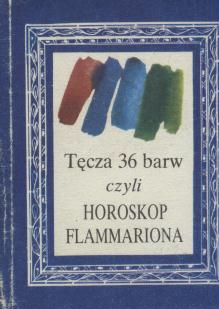 Tęcza 36 barw
czyli
HOROSKOP
FLAMMARIONA